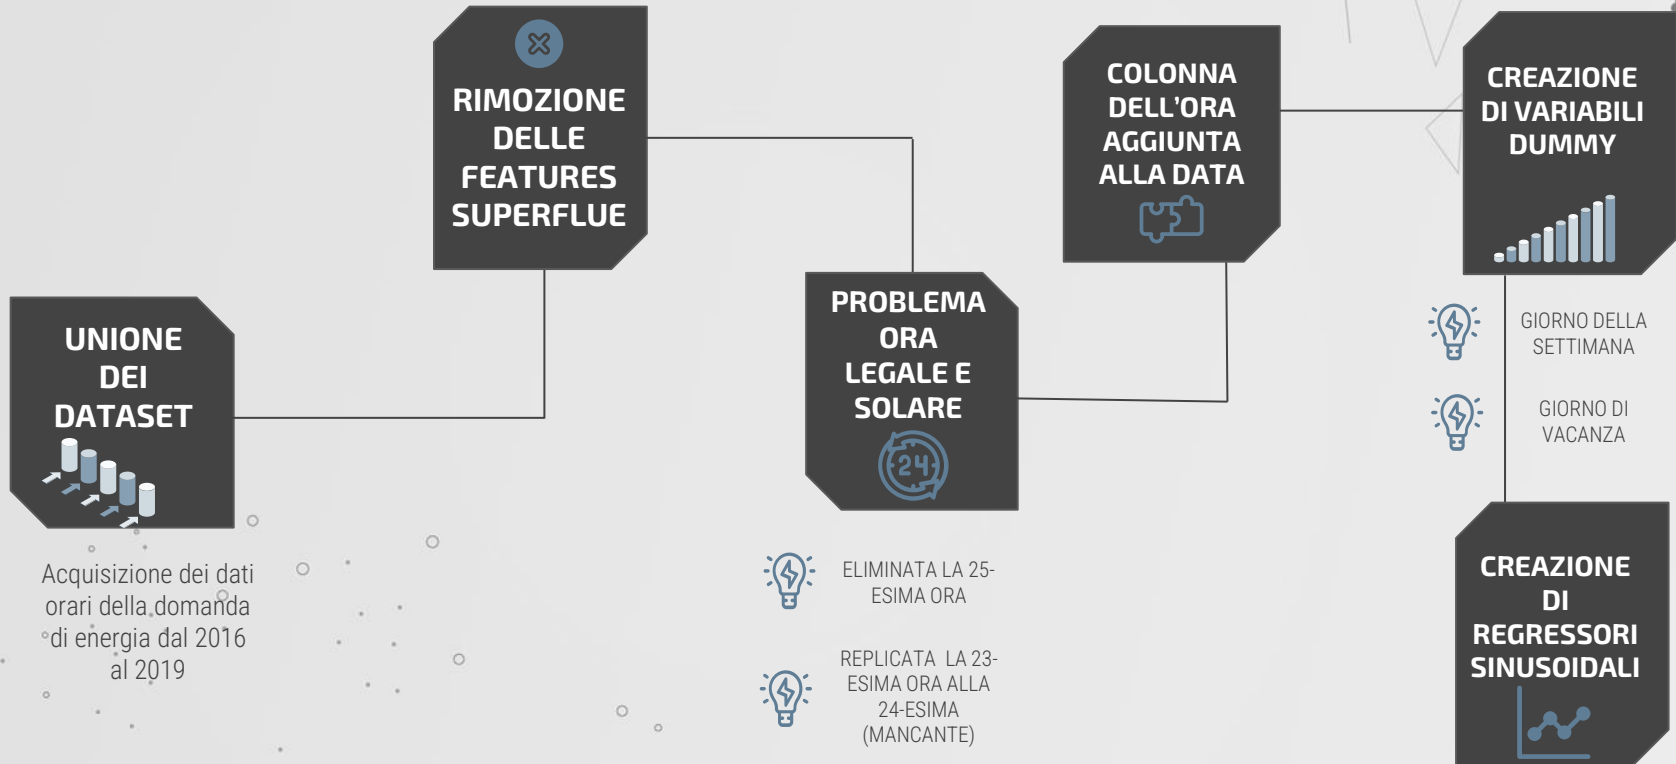 UNIONE
DEI
DATASET
Acquisizione dei dati
orari della domanda
di energia dal 2016
al 2019
RIMOZIONE
DELLE
FEATURES
SUPERFLUE
PROBLEMA
ORA
LEGALE E
SOLARE
24
ELIMINATA LA 25-
ESIMA ORA
REPLICATA LA 23-
ESIMA ORA ALLA
24-ESIMA
(MANCANTE)
COLONNA
DELL'ORA
AGGIUNTA
ALLA DATA
CREAZIONE
DI VARIABILI
DUMMY
GIORNO DELLA
SETTIMANA
GIORNO DI
VACANZA
CREAZIONE
DI
REGRESSORI
SINUSOIDALI